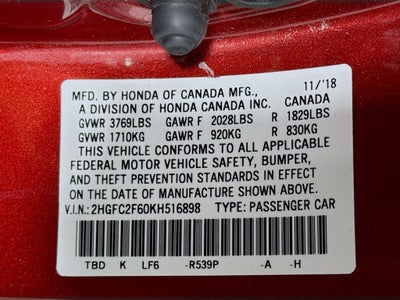 MFD. BY HONDA OF CANADA MFG., 11/'18
A DIVISION OF HONDA CANADA INC. CANADA
GVWR 3769LBS GAWR F 2028LBS R 1829LBS
GVWR 1710KG GAWR F 920KG R 830KG
THIS VEHICLE CONFORMS TO ALL APPLICABLE
FEDERAL MOTOR VEHICLE SAFETY, BUMPER,
AND THEFT PREVENTION STANDARDS IN EFFECT
ON THE DATE OF MANUFACTURE SHOWN ABOVE.
V.I.N.: 2HGFC2F60KH516898 TYPE: PASSENGER CAR
TBD K LF6 -R539P -A -H